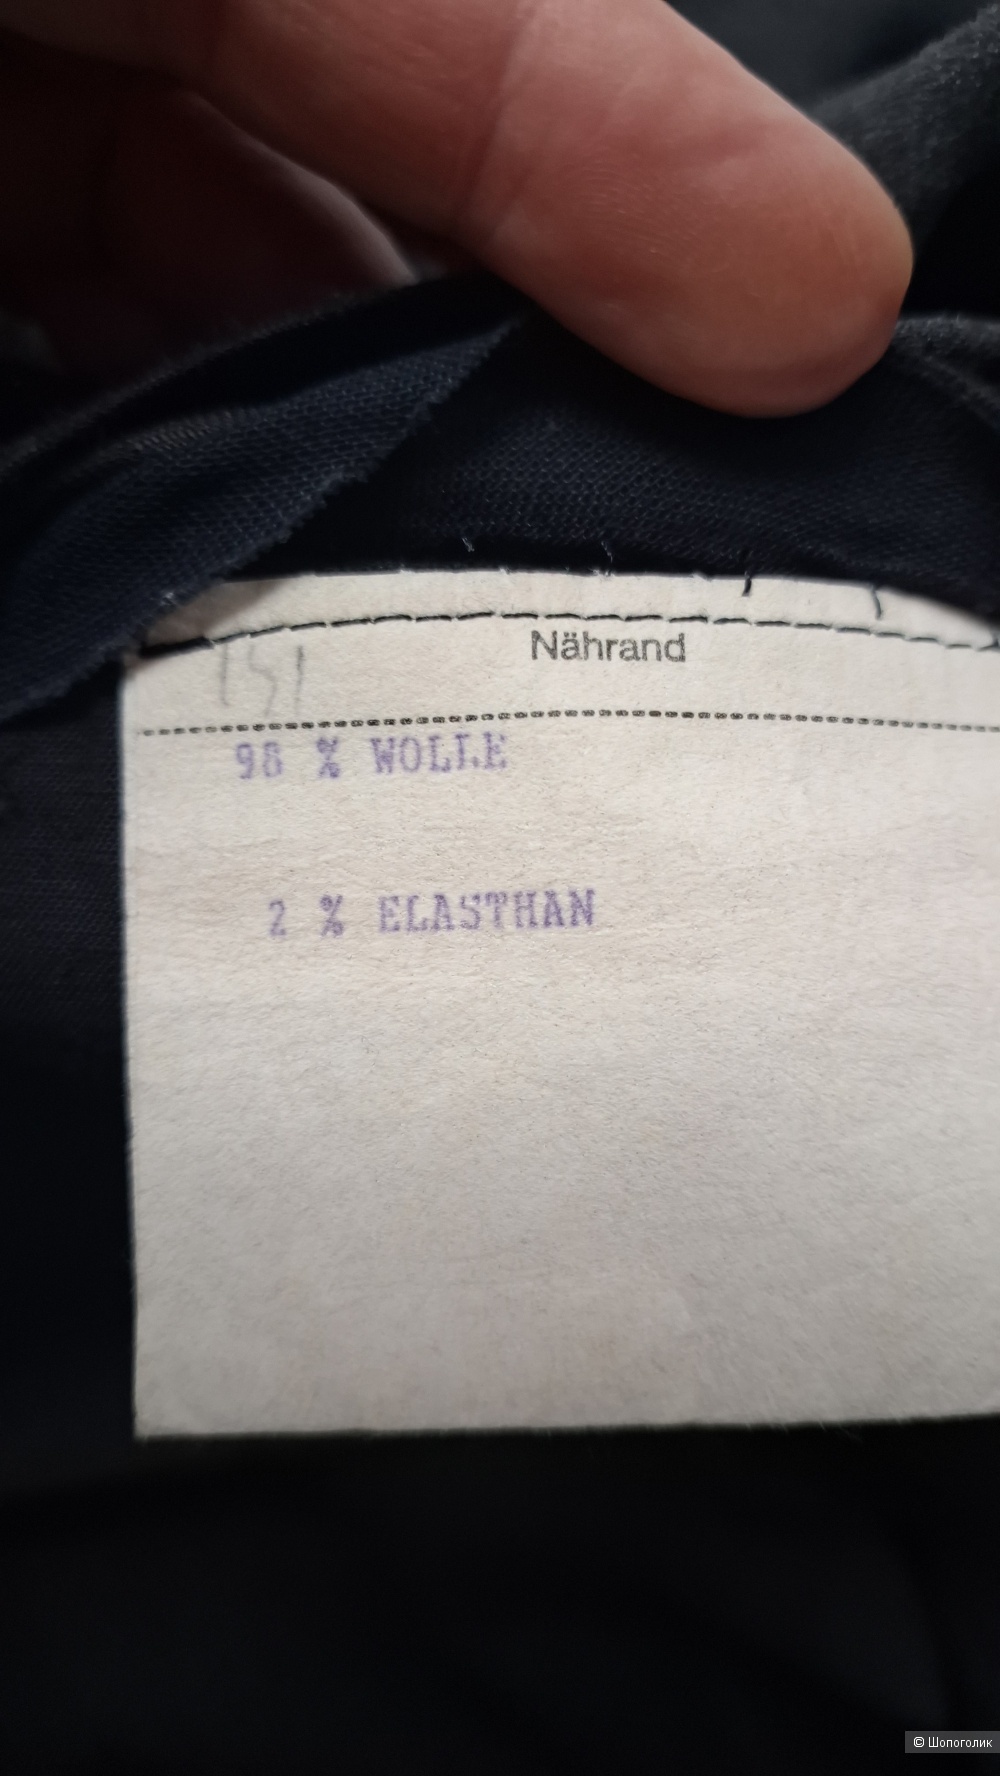 Nährand
151
98 % WOLLE
2 % ELASTHAN
© Шопоголик